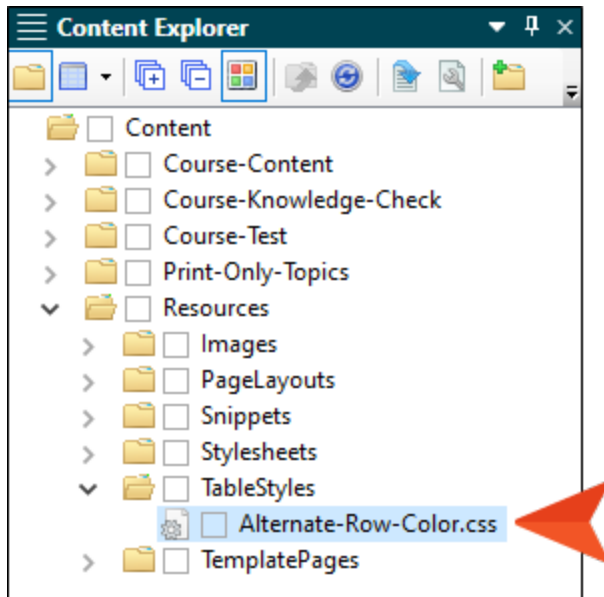 Content Explorer
Content
Course-Content
Course-Knowledge-Check
Course-Test
Print-Only-Topics
Resources
Images
PageLayouts
Snippets
Stylesheets
TableStyles
Alternate-Row-Color.css
TemplatePages